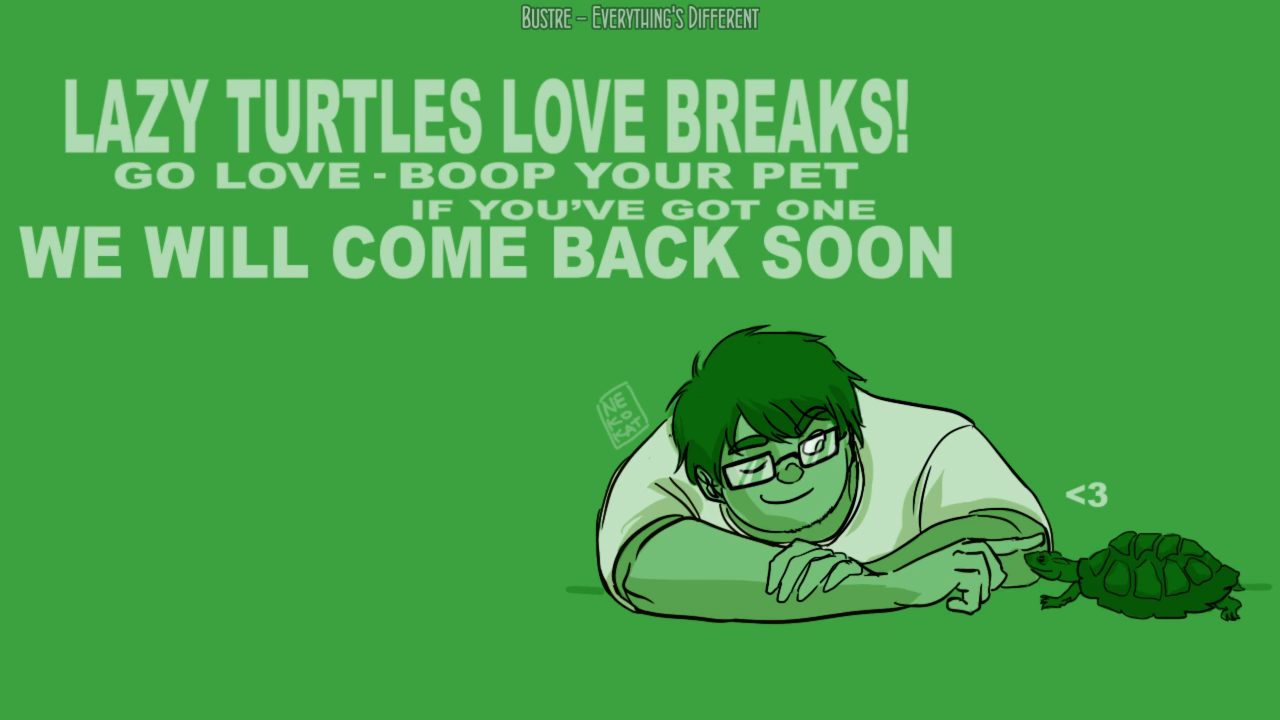 BUSTRE – EVERYTHING'S DIFFERENT
LAZY TURTLES LOVE BREAKS!
GO LOVE - BOOP YOUR PET
IF YOU'VE GOT ONE
WE WILL COME BACK SOON
NE
KO
KAT
<3